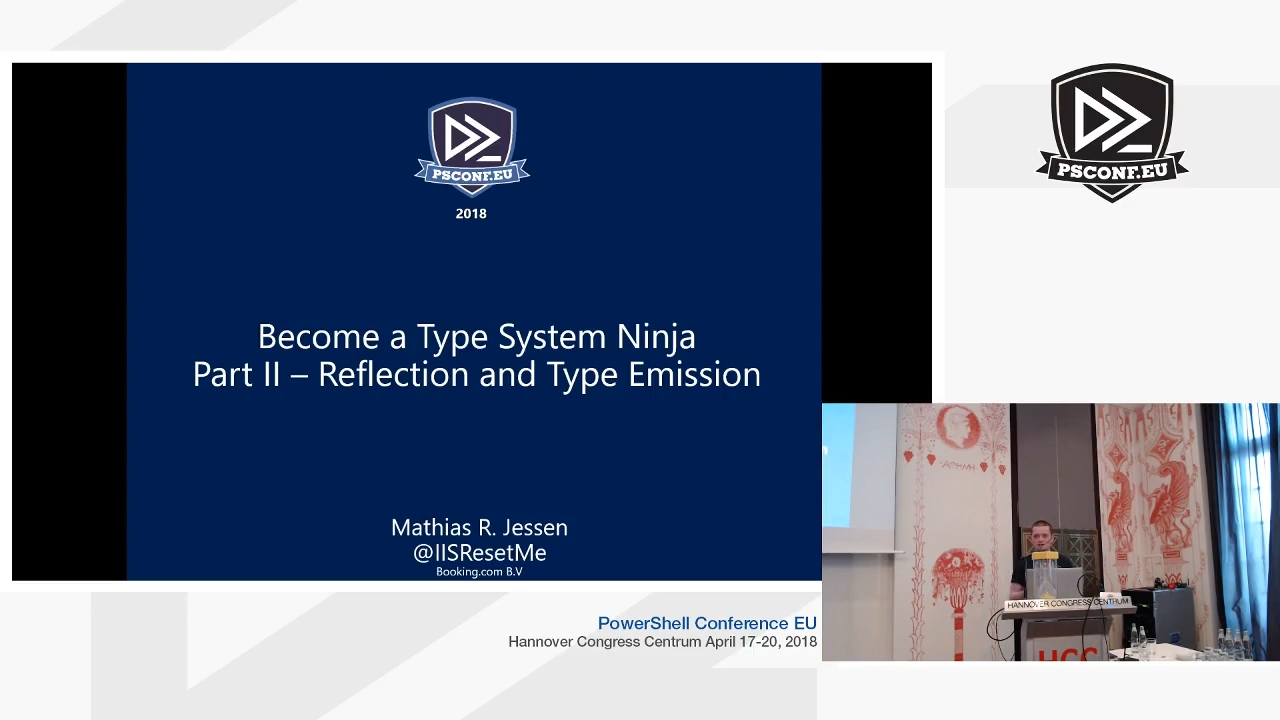 PSCONF.EU
2018
Become a Type System Ninja
Part II – Reflection and Type Emission
Mathias R. Jessen
@IISResetMe
Booking.com B.V
PSCONF.EU
PowerShell Conference EU
Hannover Congress Centrum April 17-20, 2018
HANNOVER CONGRESS CENTRUM
HCC